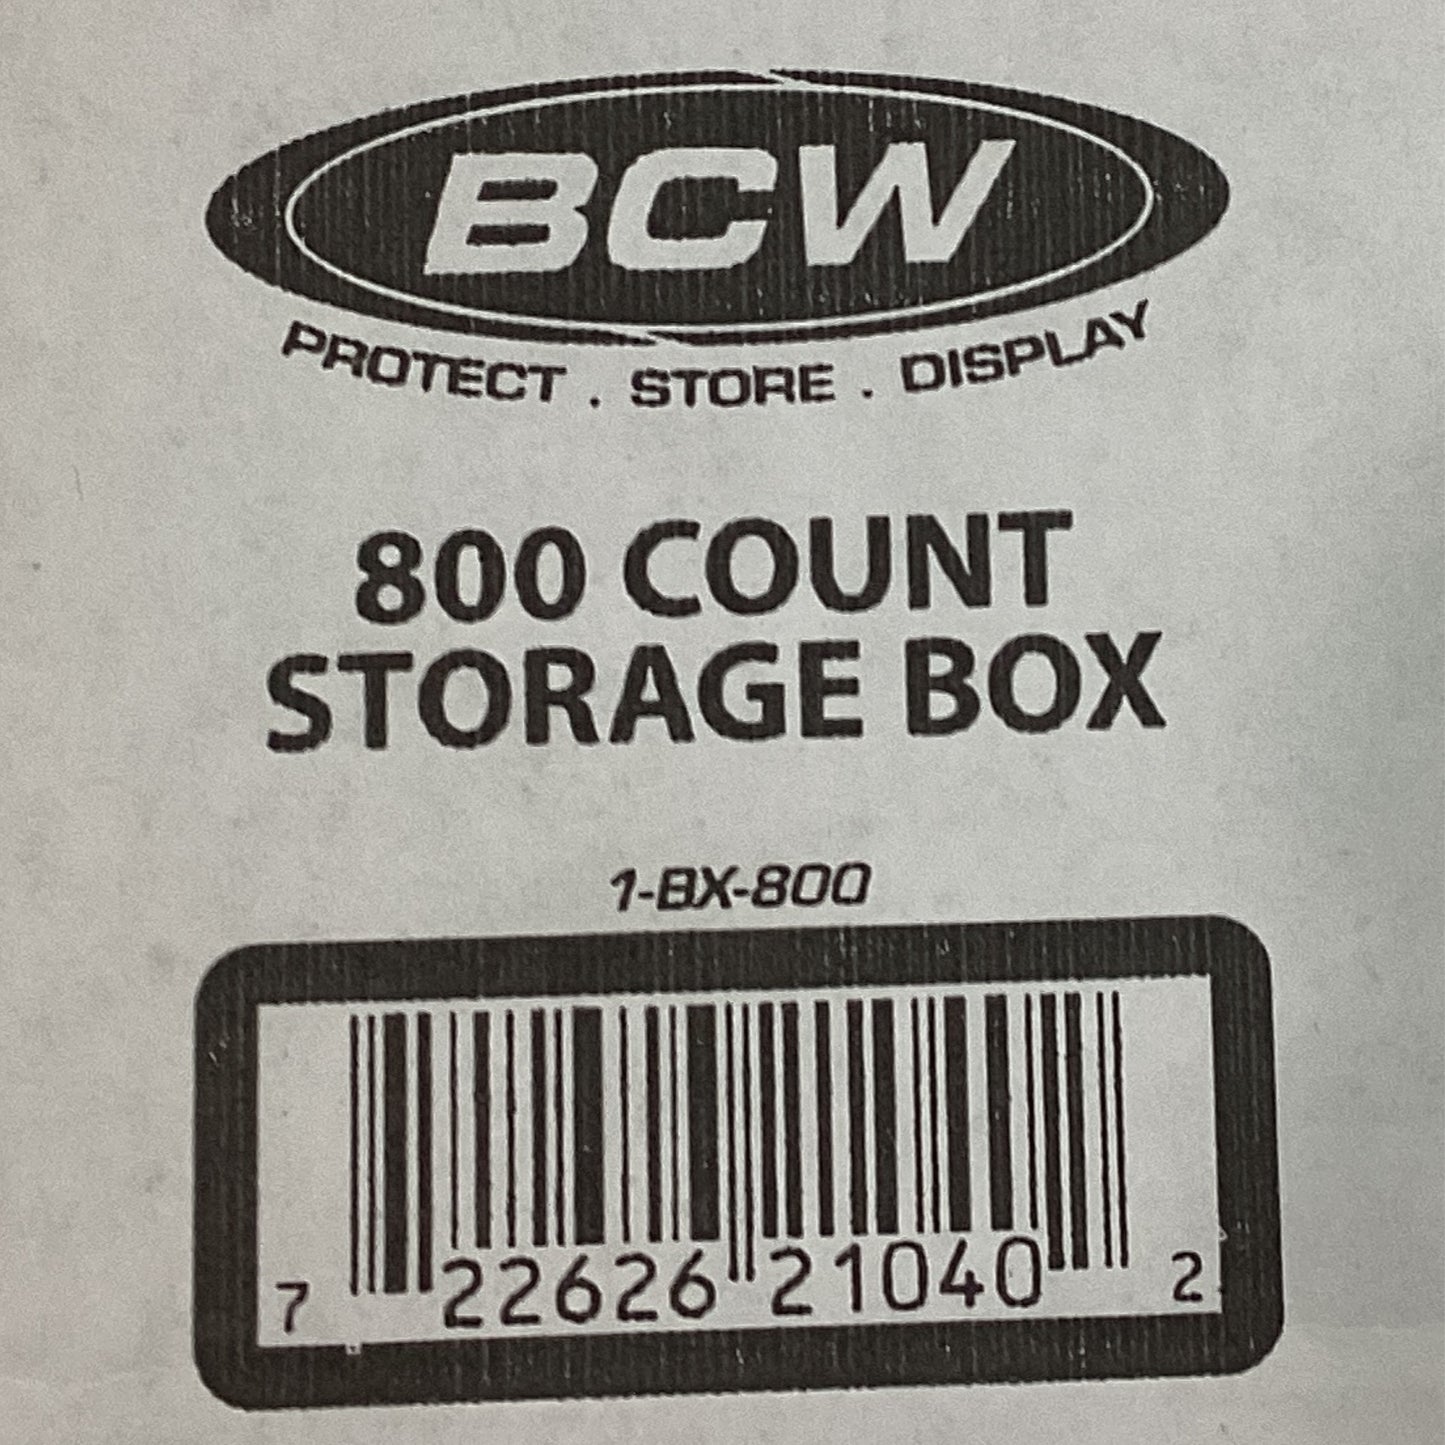 BCW
PROTECT . STORE . DISPLAY
800 COUNT
STORAGE BOX
1-BX-800
7 22626 21040 2